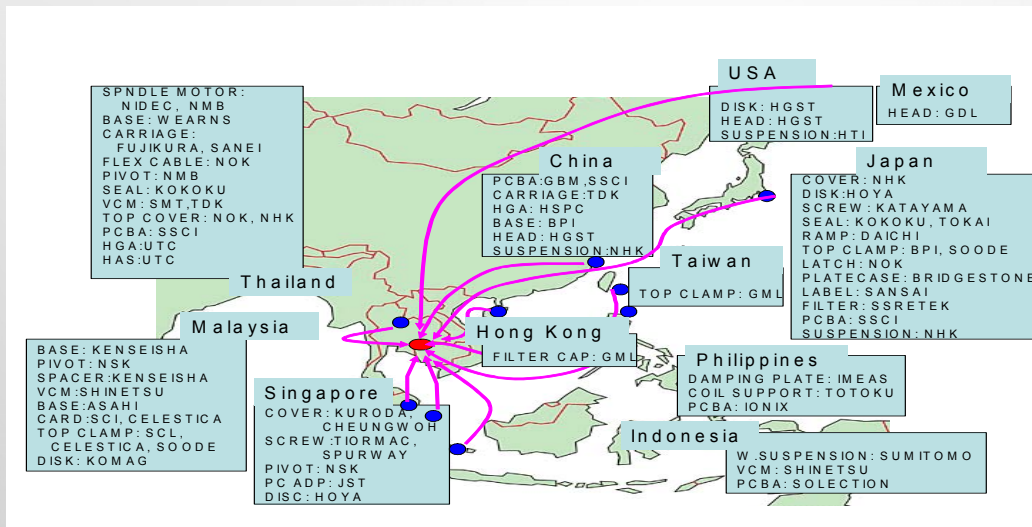 SPNDLE MOTOR:
NIDEC, NMB
BASE: WEARNS
CARRIAGE:
FUJIKURA, SANEI
FLEX CABLE: NOK
PIVOT: NMB
SEAL: KOKOKU
VCM: SMT,TDK
TOP COVER: NOK, NHK
PCBA: SSCI
HGA:UTC
HAS:UTC
Thailand
USA
DISK: HGST
HEAD: HGST
SUSPENSION:HTI
Mexico
HEAD: GDL
China
PCBA:GBM,SSCI
CARRIAGE:TDK
HGA: HSPC
BASE: BPI
HEAD: HGST
SUSPENSION:NHK
Japan
COVER: NHK
DISK:HOYA
SCREW: KATAYAMA
SEAL: KOKOKU, TOKAI
RAMP: DAICHI
TOP CLAMP: BPI, SOODE
LATCH: NOK
PLATECASE: BRIDGESTONE
LABEL: SANSAI
FILTER: SSRETEK
PCBA: SSCI
SUSPENSION: NHK
Taiwan
TOP CLAMP: GML
Hong Kong
FILTER CAP: GML
Malaysia
BASE: KENSEISHA
PIVOT: NSK
SPACER:KENSEISHA
VCM:SHINETSU
BASE:ASAHI
CARD:SCI, CELESTICA
TOP CLAMP: SCL,
CELESTICA, SOODE
DISK: KOMAG
Singapore
COVER: KURODA,
CHEUNGWOH
SCREW:TIORMAC,
SPURWAY
PIVOT: NSK
PC ADP: JST
DISC: HOYA
Philippines
DAMPING PLATE: IMEAS
COIL SUPPORT: TOTOKU
PCBA: IONIX
Indonesia
W.SUSPENSION: SUMITOMO
VCM: SHINETSU
PCBA: SOLECTION